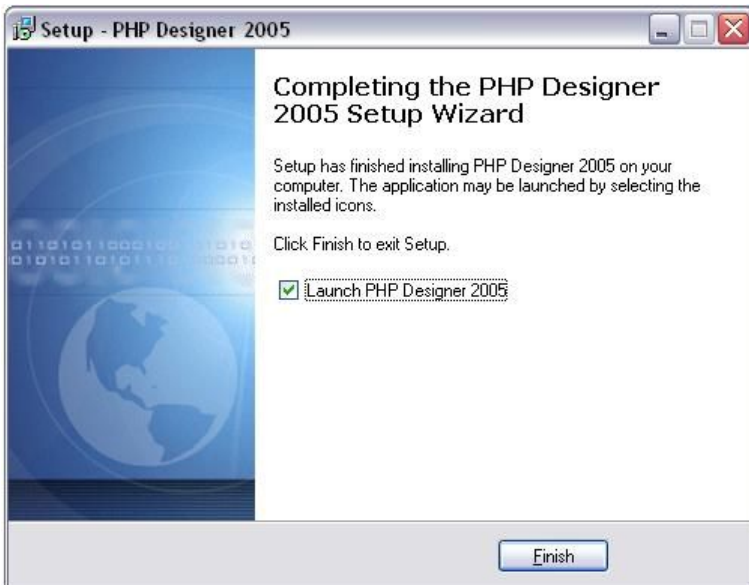 Setup - PHP Designer 2005
Completing the PHP Designer
2005 Setup Wizard
Setup has finished installing PHP Designer 2005 on your
computer. The application may be launched by selecting the
installed icons.
Click Finish to exit Setup.
Launch PHP Designer 2005
Finish